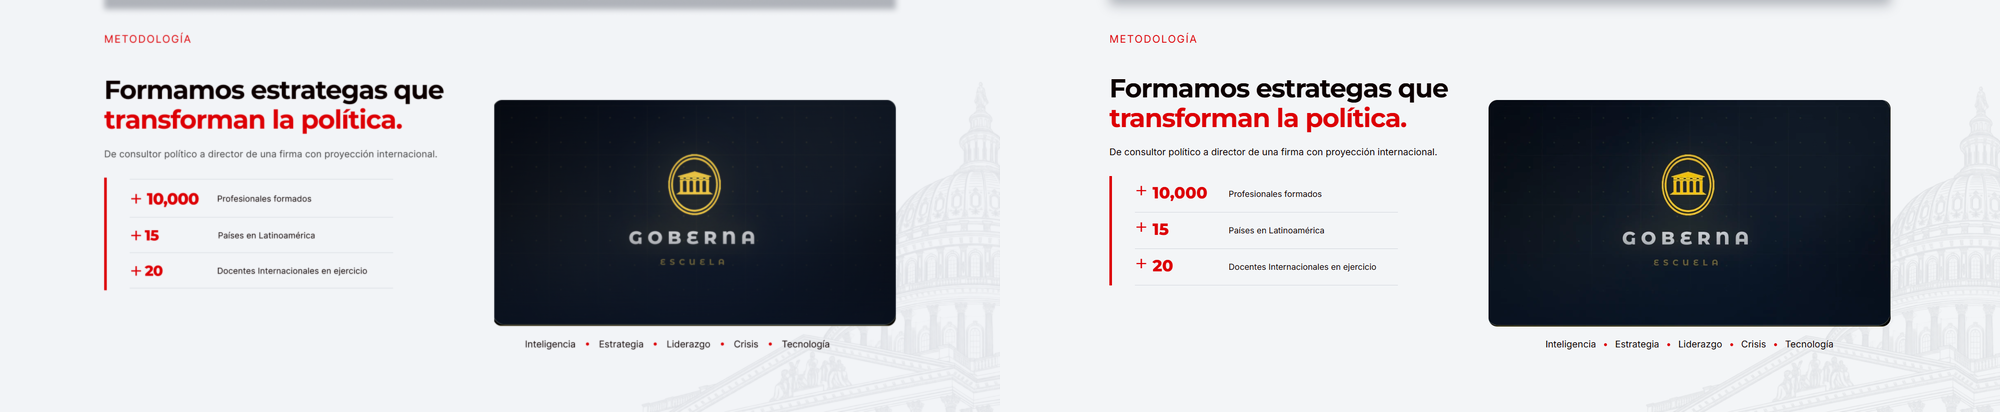 METODOLOGÍA
Formamos estrategas que
transforman la política.
De consultor político a director de una firma con proyección internacional.
+ 10,000 Profesionales formados
+ 15 Países en Latinoamérica
+ 20 Docentes Internacionales en ejercicio
GOBERNA
ESCUELA
Inteligencia • Estrategia • Liderazgo • Crisis • Tecnología
METODOLOGÍA
Formamos estrategas que
transforman la política.
De consultor político a director de una firma con proyección internacional.
+ 10,000 Profesionales formados
+ 15 Países en Latinoamérica
+ 20 Docentes Internacionales en ejercicio
GOBERNA
ESCUELA
Inteligencia • Estrategia • Liderazgo • Crisis • Tecnología